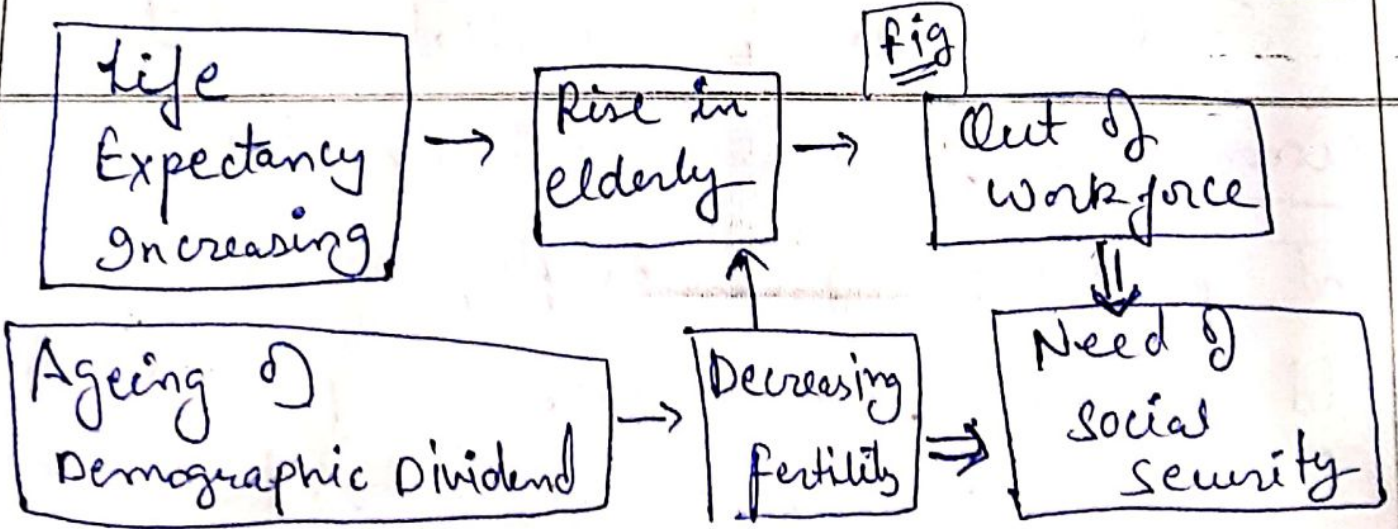 Life
Expectancy
Increasing
Rise in
elderly
fig
Out of
workforce
Ageing of
Demographic Dividend
Decreasing
fertility
Need of
social
security